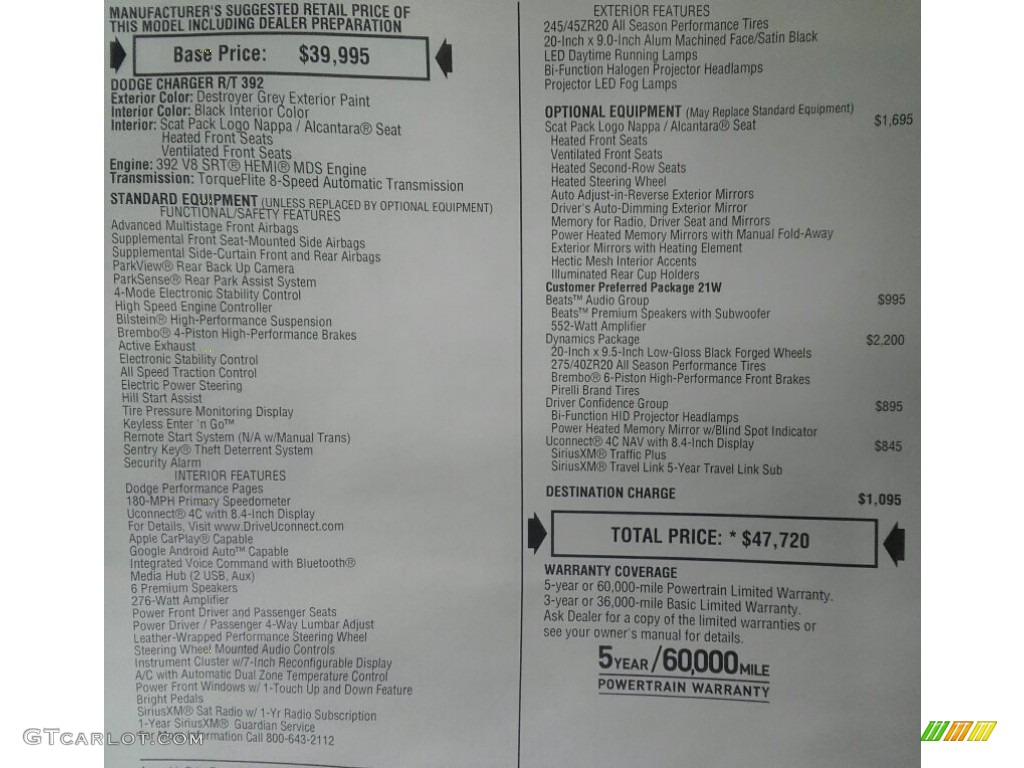 MANUFACTURER'S SUGGESTED RETAIL PRICE OF
THIS MODEL INCLUDING DEALER PREPARATION
Base Price: $39,995
DODGE CHARGER R/T 392
Exterior Color: Destroyer Grey Exterior Paint
Interior Color: Black Interior Color
Interior: Scat Pack Logo Nappa / Alcantara® Seat
Heated Front Seats
Ventilated Front Seats
Engine: 392 V8 SRT® HEMI® MDS Engine
Transmission: TorqueFlite 8-Speed Automatic Transmission
STANDARD EQUIPMENT (UNLESS REPLACED BY OPTIONAL EQUIPMENT)
FUNCTIONAL/SAFETY FEATURES
Advanced Multistage Front Airbags
Supplemental Front Seat-Mounted Side Airbags
Supplemental Side-Curtain Front and Rear Airbags
ParkView® Rear Back Up Camera
ParkSense® Rear Park Assist System
4-Mode Electronic Stability Control
High Speed Engine Controller
Bilstein® High-Performance Suspension
Brembo® 4-Piston High-Performance Brakes
Active Exhaust
Electronic Stability Control
All Speed Traction Control
Electric Power Steering
Hill Start Assist
Tire Pressure Monitoring Display
Keyless Enter 'n Go™
Remote Start System (N/A w/Manual Trans)
Sentry Key® Theft Deterrent System
Security Alarm
INTERIOR FEATURES
Dodge Performance Pages
180-MPH Primary Speedometer
Uconnect® 4C with 8.4-Inch Display
For Details, Visit www.DriveUconnect.com
Apple CarPlay® Capable
Google Android Auto™ Capable
Integrated Voice Command with Bluetooth®
Media Hub (2 USB, Aux)
6 Premium Speakers
276-Watt Amplifier
Power Front Driver and Passenger Seats
Power Driver / Passenger 4-Way Lumbar Adjust
Leather-Wrapped Performance Steering Wheel
Steering Wheel Mounted Audio Controls
Instrument Cluster w/7-Inch Reconfigurable Display
A/C with Automatic Dual Zone Temperature Control
Power Front Windows w/ 1-Touch Up and Down Feature
Bright Pedals
SiriusXM® Sat Radio w/ 1-Yr Radio Subscription
1-Year SiriusXM® Guardian Service
For More Information Call 800-643-2112
EXTERIOR FEATURES
245/45ZR20 All Season Performance Tires
20-Inch x 9.0-Inch Alum Machined Face/Satin Black
LED Daytime Running Lamps
Bi-Function Halogen Projector Headlamps
Projector LED Fog Lamps
OPTIONAL EQUIPMENT (May Replace Standard Equipment)
Scat Pack Logo Nappa / Alcantara® Seat $1,695
Heated Front Seats
Ventilated Front Seats
Heated Second-Row Seats
Heated Steering Wheel
Auto Adjust-in-Reverse Exterior Mirrors
Driver's Auto-Dimming Exterior Mirror
Memory for Radio, Driver Seat and Mirrors
Power Heated Memory Mirrors with Manual Fold-Away
Exterior Mirrors with Heating Element
Hectic Mesh Interior Accents
Illuminated Rear Cup Holders
Customer Preferred Package 21W
Beats™ Audio Group $995
Beats™ Premium Speakers with Subwoofer
552-Watt Amplifier
Dynamics Package $2,200
20-Inch x 9.5-Inch Low-Gloss Black Forged Wheels
275/40ZR20 All Season Performance Tires
Brembo® 6-Piston High-Performance Front Brakes
Pirelli Brand Tires
Driver Confidence Group $895
Bi-Function HID Projector Headlamps
Power Heated Memory Mirror w/Blind Spot Indicator
Uconnect® 4C NAV with 8.4-Inch Display $845
SiriusXM® Traffic Plus
SiriusXM® Travel Link 5-Year Travel Link Sub
DESTINATION CHARGE $1,095
TOTAL PRICE: * $47,720
WARRANTY COVERAGE
5-year or 60,000-mile Powertrain Limited Warranty.
3-year or 36,000-mile Basic Limited Warranty.
Ask Dealer for a copy of the limited warranties or
see your owner's manual for details.
5YEAR/60,000MILE
POWERTRAIN WARRANTY
GTcarlot.com